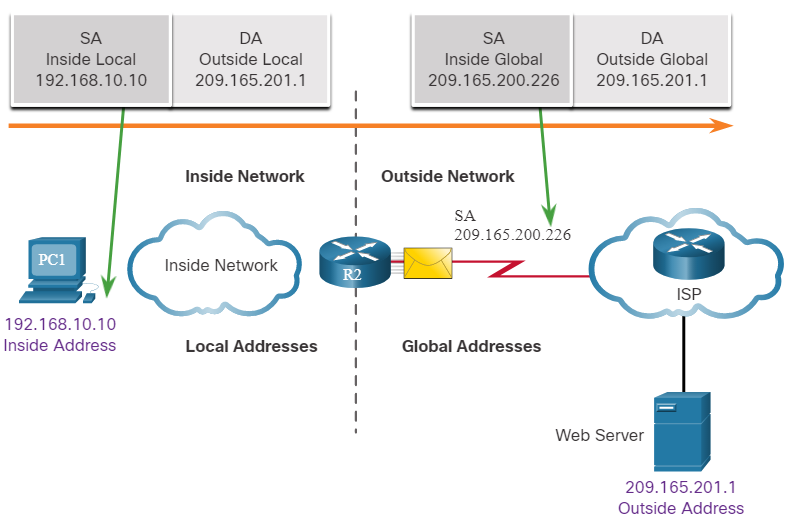 SA
Inside Local
192.168.10.10
DA
Outside Local
209.165.201.1
SA
Inside Global
209.165.200.226
DA
Outside Global
209.165.201.1
Inside Network
Outside Network
SA
209.165.200.226
PC1
Inside Network
R2
ISP
192.168.10.10
Inside Address
Local Addresses
Global Addresses
Web Server
209.165.201.1
Outside Address